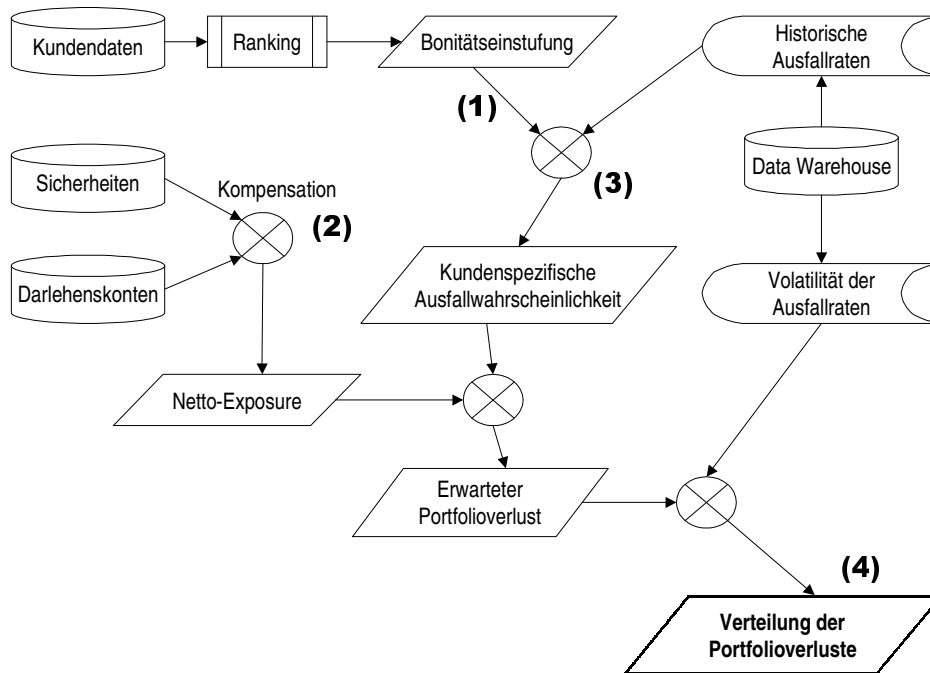 Kundendaten
Ranking
Bonitätseinstufung
Historische
Ausfallraten
(1)
Sicherheiten
Kompensation
(2)
(3)
Data Warehouse
Darlehenskonten
Kundenspezifische
Ausfallwahrscheinlichkeit
Volatilität der
Ausfallraten
Netto-Exposure
Erwarteter
Portfolioverlust
(4)
Verteilung der
Portfolioverluste